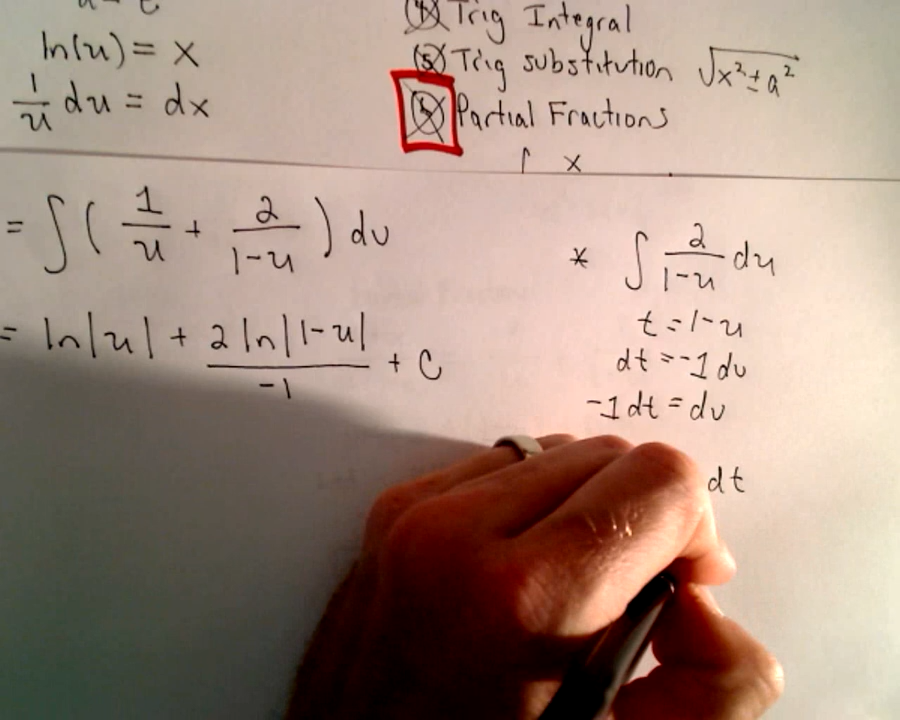 ln(u) = x
1/u du = dx
(4) Trig Integral
(5) Trig substitution √x²±a²
Partial Fractions
∫ x
= ∫ ( 1/u + 2/1-u ) du
= ln|u| + 2 ln|1-u| / -1 + C
* ∫ 2/1-u du
t = 1-u
dt = -1 du
-1 dt = du
dt